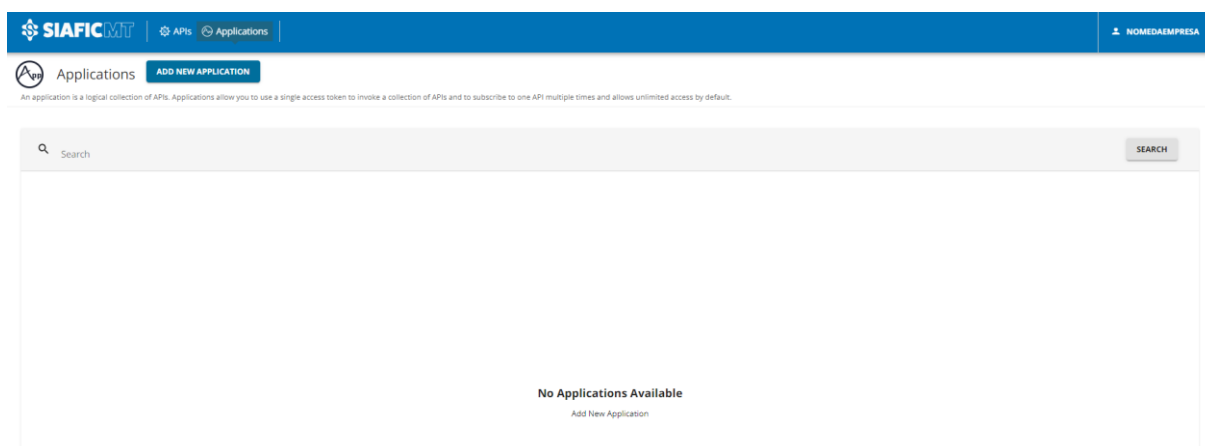 SIAFICMT APIs Applications NOMEDAEMPRESA
App Applications ADD NEW APPLICATION
An application is a logical collection of APIs. Applications allow you to use a single access token to invoke a collection of APIs and to subscribe to one API multiple times and allows unlimited access by default.
Search SEARCH
No Applications Available
Add New Application